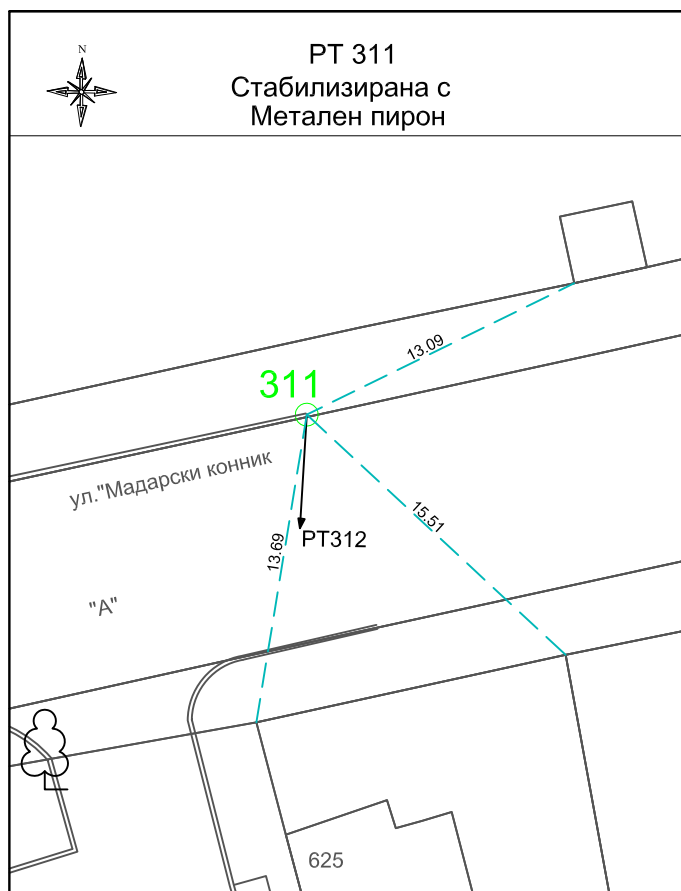 N
РТ 311
Стабилизирана с
Метален пирон
13.09
311
ул."Мадарски конник
15.51
13.69
РТ312
"А"
625